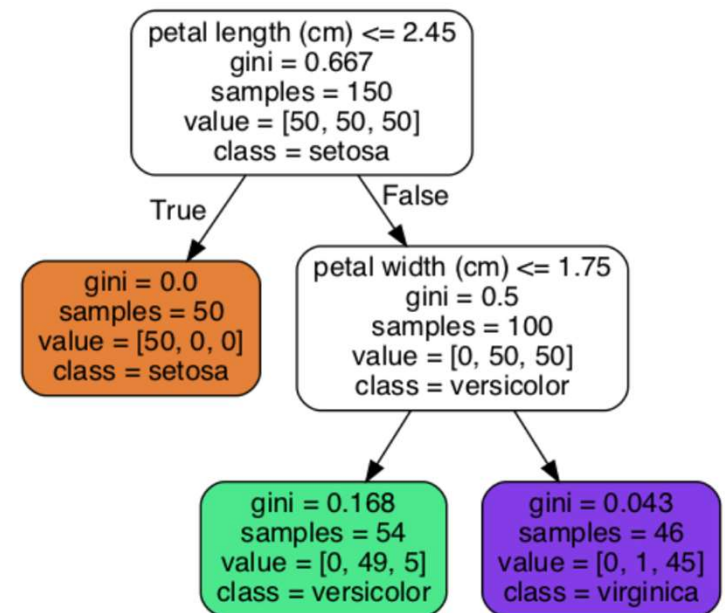 petal length (cm) <= 2.45
gini = 0.667
samples = 150
value = [50, 50, 50]
class = setosa
True
False
gini = 0.0
samples = 50
value = [50, 0, 0]
class = setosa
petal width (cm) <= 1.75
gini = 0.5
samples = 100
value = [0, 50, 50]
class = versicolor
gini = 0.168
samples = 54
value = [0, 49, 5]
class = versicolor
gini = 0.043
samples = 46
value = [0, 1, 45]
class = virginica